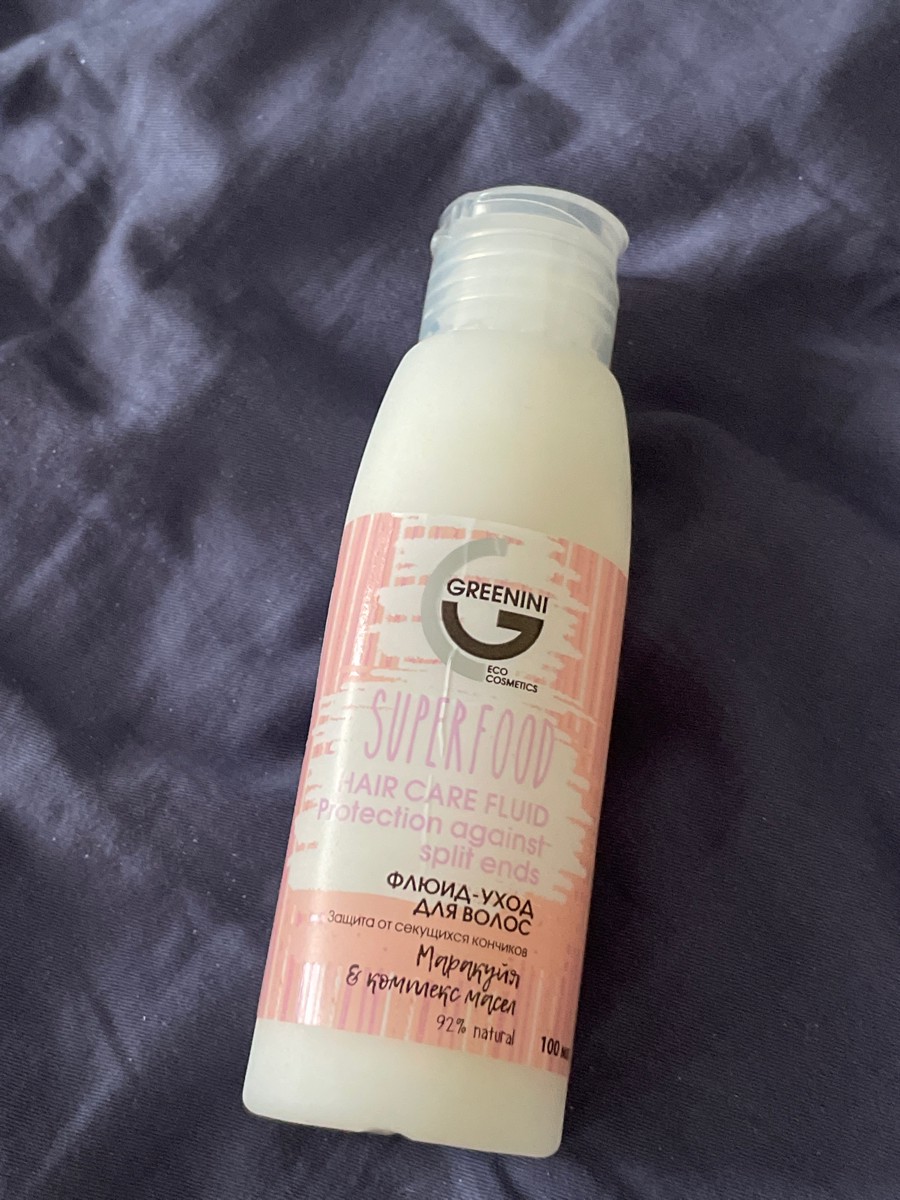 GREENINI
ECO
COSMETICS
SUPERFOOD
HAIR CARE FLUID
Protection against
split ends
ФЛЮИД-УХОД
ДЛЯ ВОЛОС
Защита от секущихся кончиков
Маракуйя
& комплекс масел
92% natural
100 мл